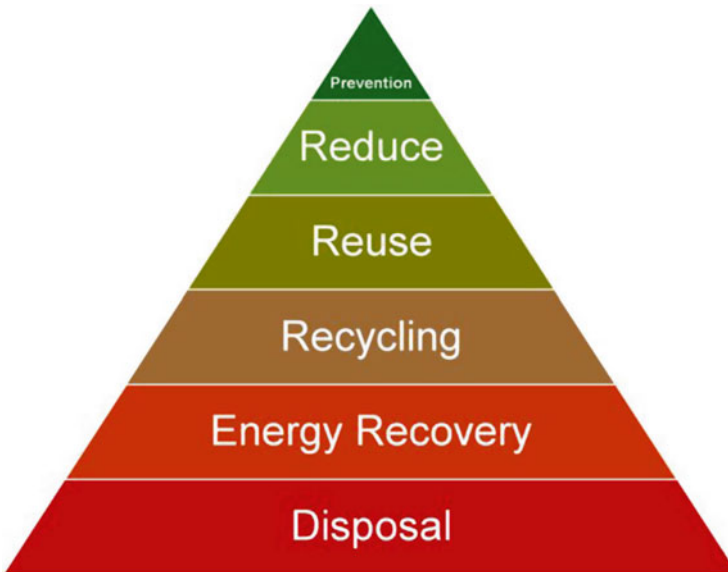 Prevention
Reduce
Reuse
Recycling
Energy Recovery
Disposal